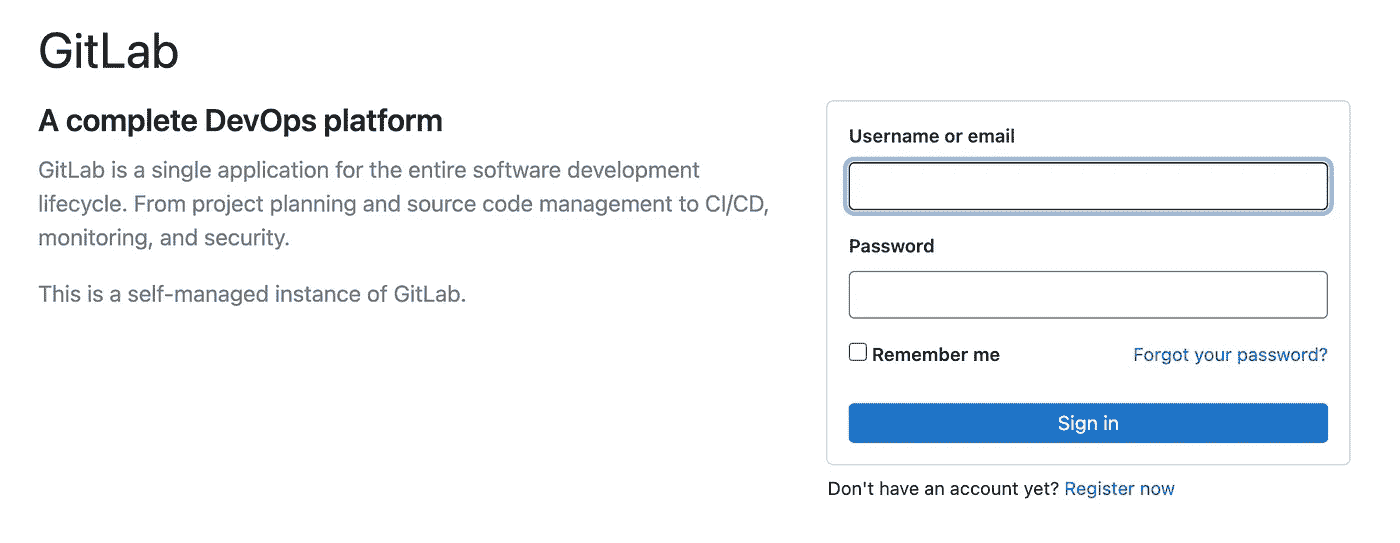 GitLab
A complete DevOps platform
GitLab is a single application for the entire software development
lifecycle. From project planning and source code management to CI/CD,
monitoring, and security.
This is a self-managed instance of GitLab.
Username or email
Password
Remember me
Forgot your password?
Sign in
Don't have an account yet? Register now